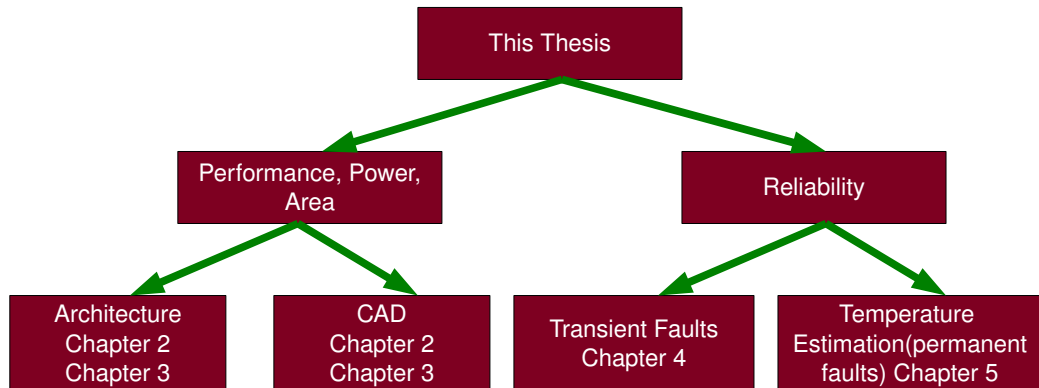 This Thesis
Performance, Power,
Area
Reliability
Architecture
Chapter 2
Chapter 3
CAD
Chapter 2
Chapter 3
Transient Faults
Chapter 4
Temperature
Estimation(permanent
faults) Chapter 5